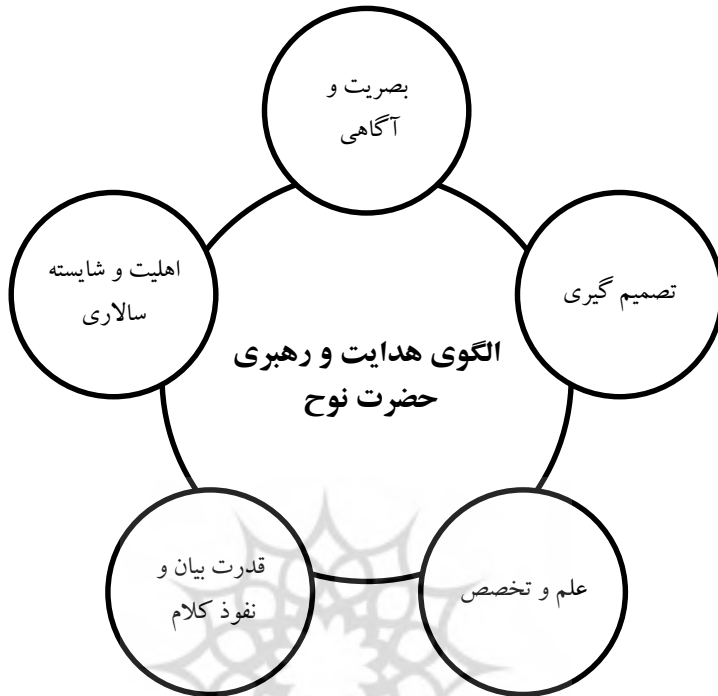 بصریت و
آگاهی
تصمیم گیری
علم و تخصص
قدرت بیان و
نفوذ کلام
اهلیت و شایسته
سالاری
الگوی هدایت و رهبری
حضرت نوح